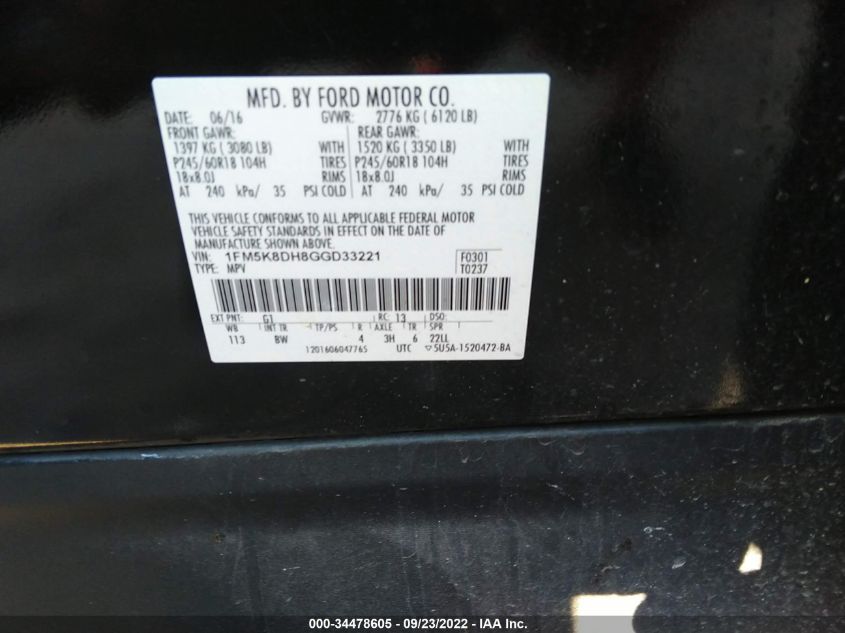 MFD. BY FORD MOTOR CO.
DATE: 06/16 GVWR: 2776 KG ( 6120 LB)
FRONT GAWR: REAR GAWR:
1397 KG ( 3080 LB) WITH 1520 KG ( 3350 LB) WITH
P245/60R18 104H TIRES P245/60R18 104H TIRES
18x8.0J RIMS 18x8.0J RIMS
AT 240 kPa/ 35 PSI COLD AT 240 kPa/ 35 PSI COLD
THIS VEHICLE CONFORMS TO ALL APPLICABLE FEDERAL MOTOR
VEHICLE SAFETY STANDARDS IN EFFECT ON THE DATE OF
MANUFACTURE SHOWN ABOVE.
VIN: 1FM5K8DH8GGD33221 F0301
TYPE: MPV T0237
EXT PNT: G1 RC: 13 DSO:
WB INT TR TP/PS R AXLE TR SPR
113 BW 4 3H 6 22LL
1201606047765 UTC ▽5U5A-1520472-BA
000-34478605 - 09/23/2022 - IAA Inc.